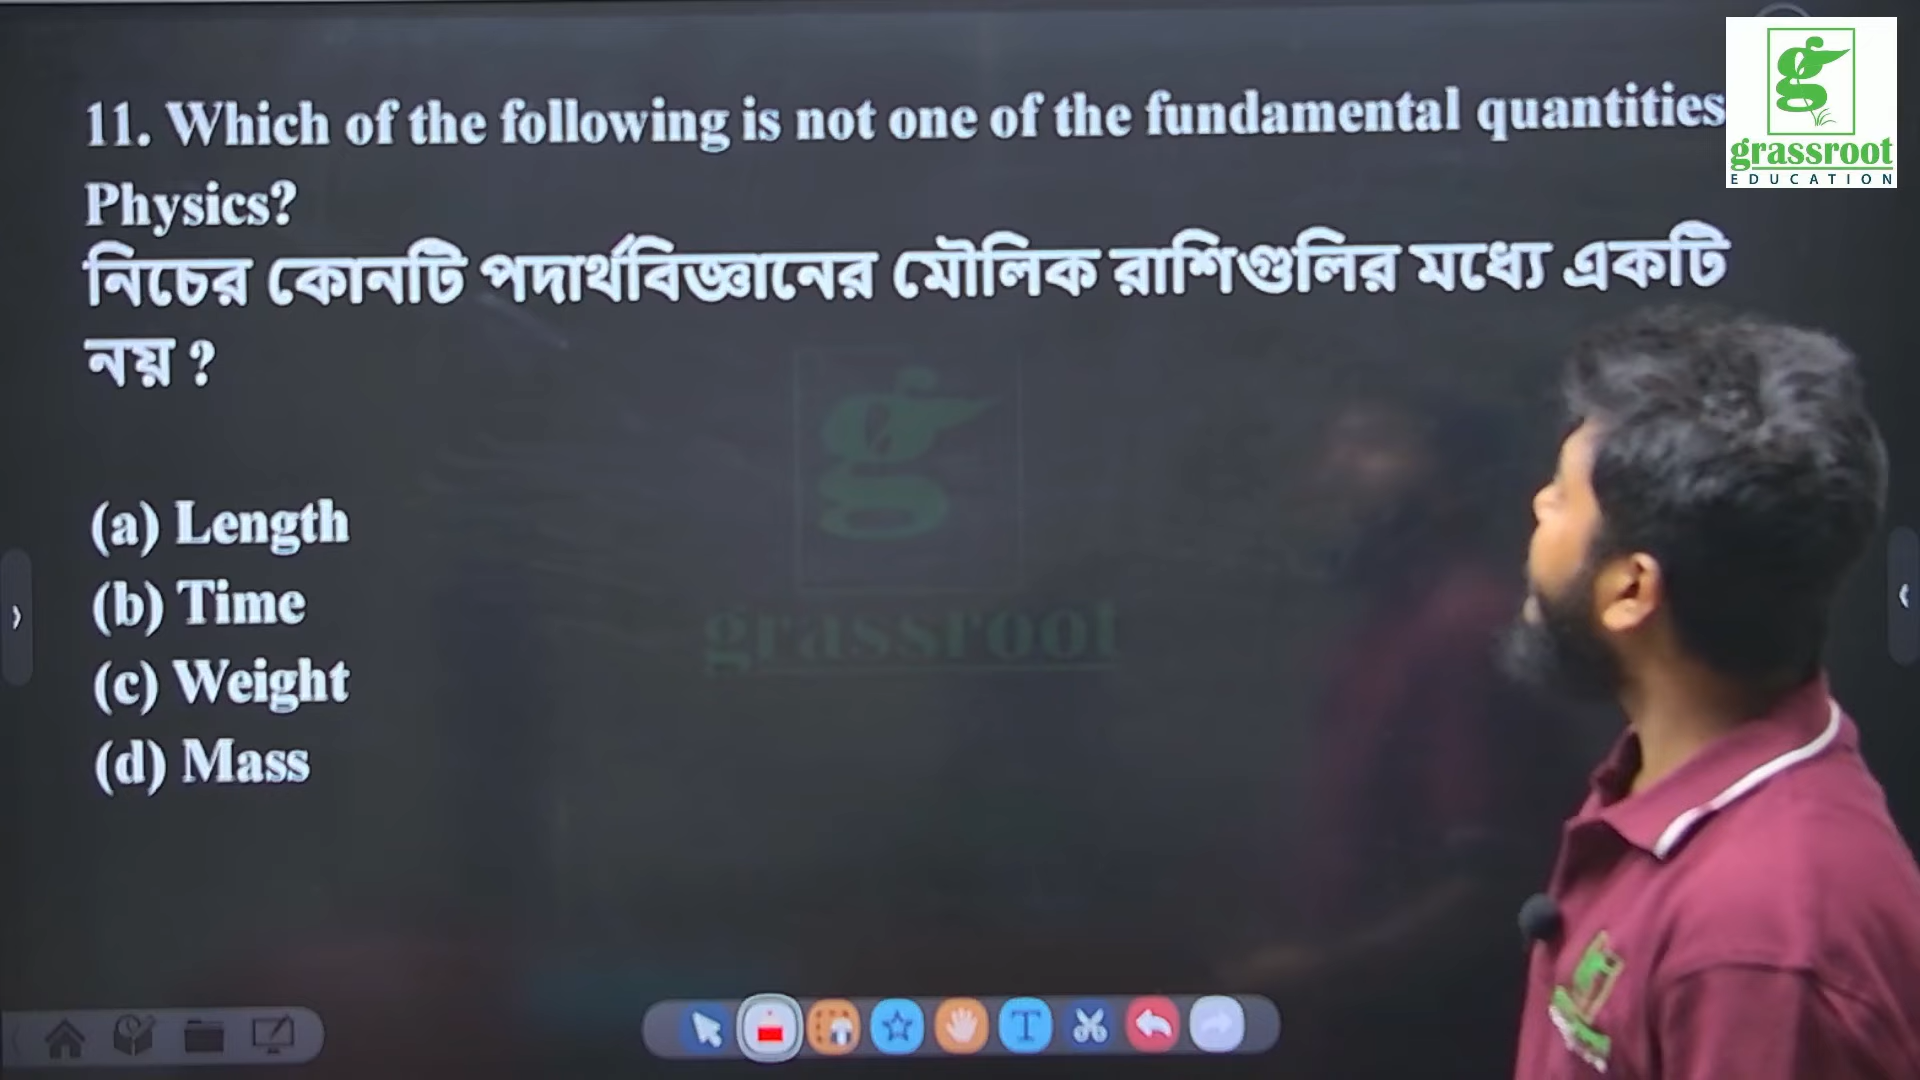 11. Which of the following is not one of the fundamental quantities
Physics?
নিচের কোনটি পদার্থবিজ্ঞানের মৌলিক রাশিগুলির মধ্যে একটি
নয় ?
(a) Length
(b) Time
(c) Weight
(d) Mass
grassroot
EDUCATION
grassroot